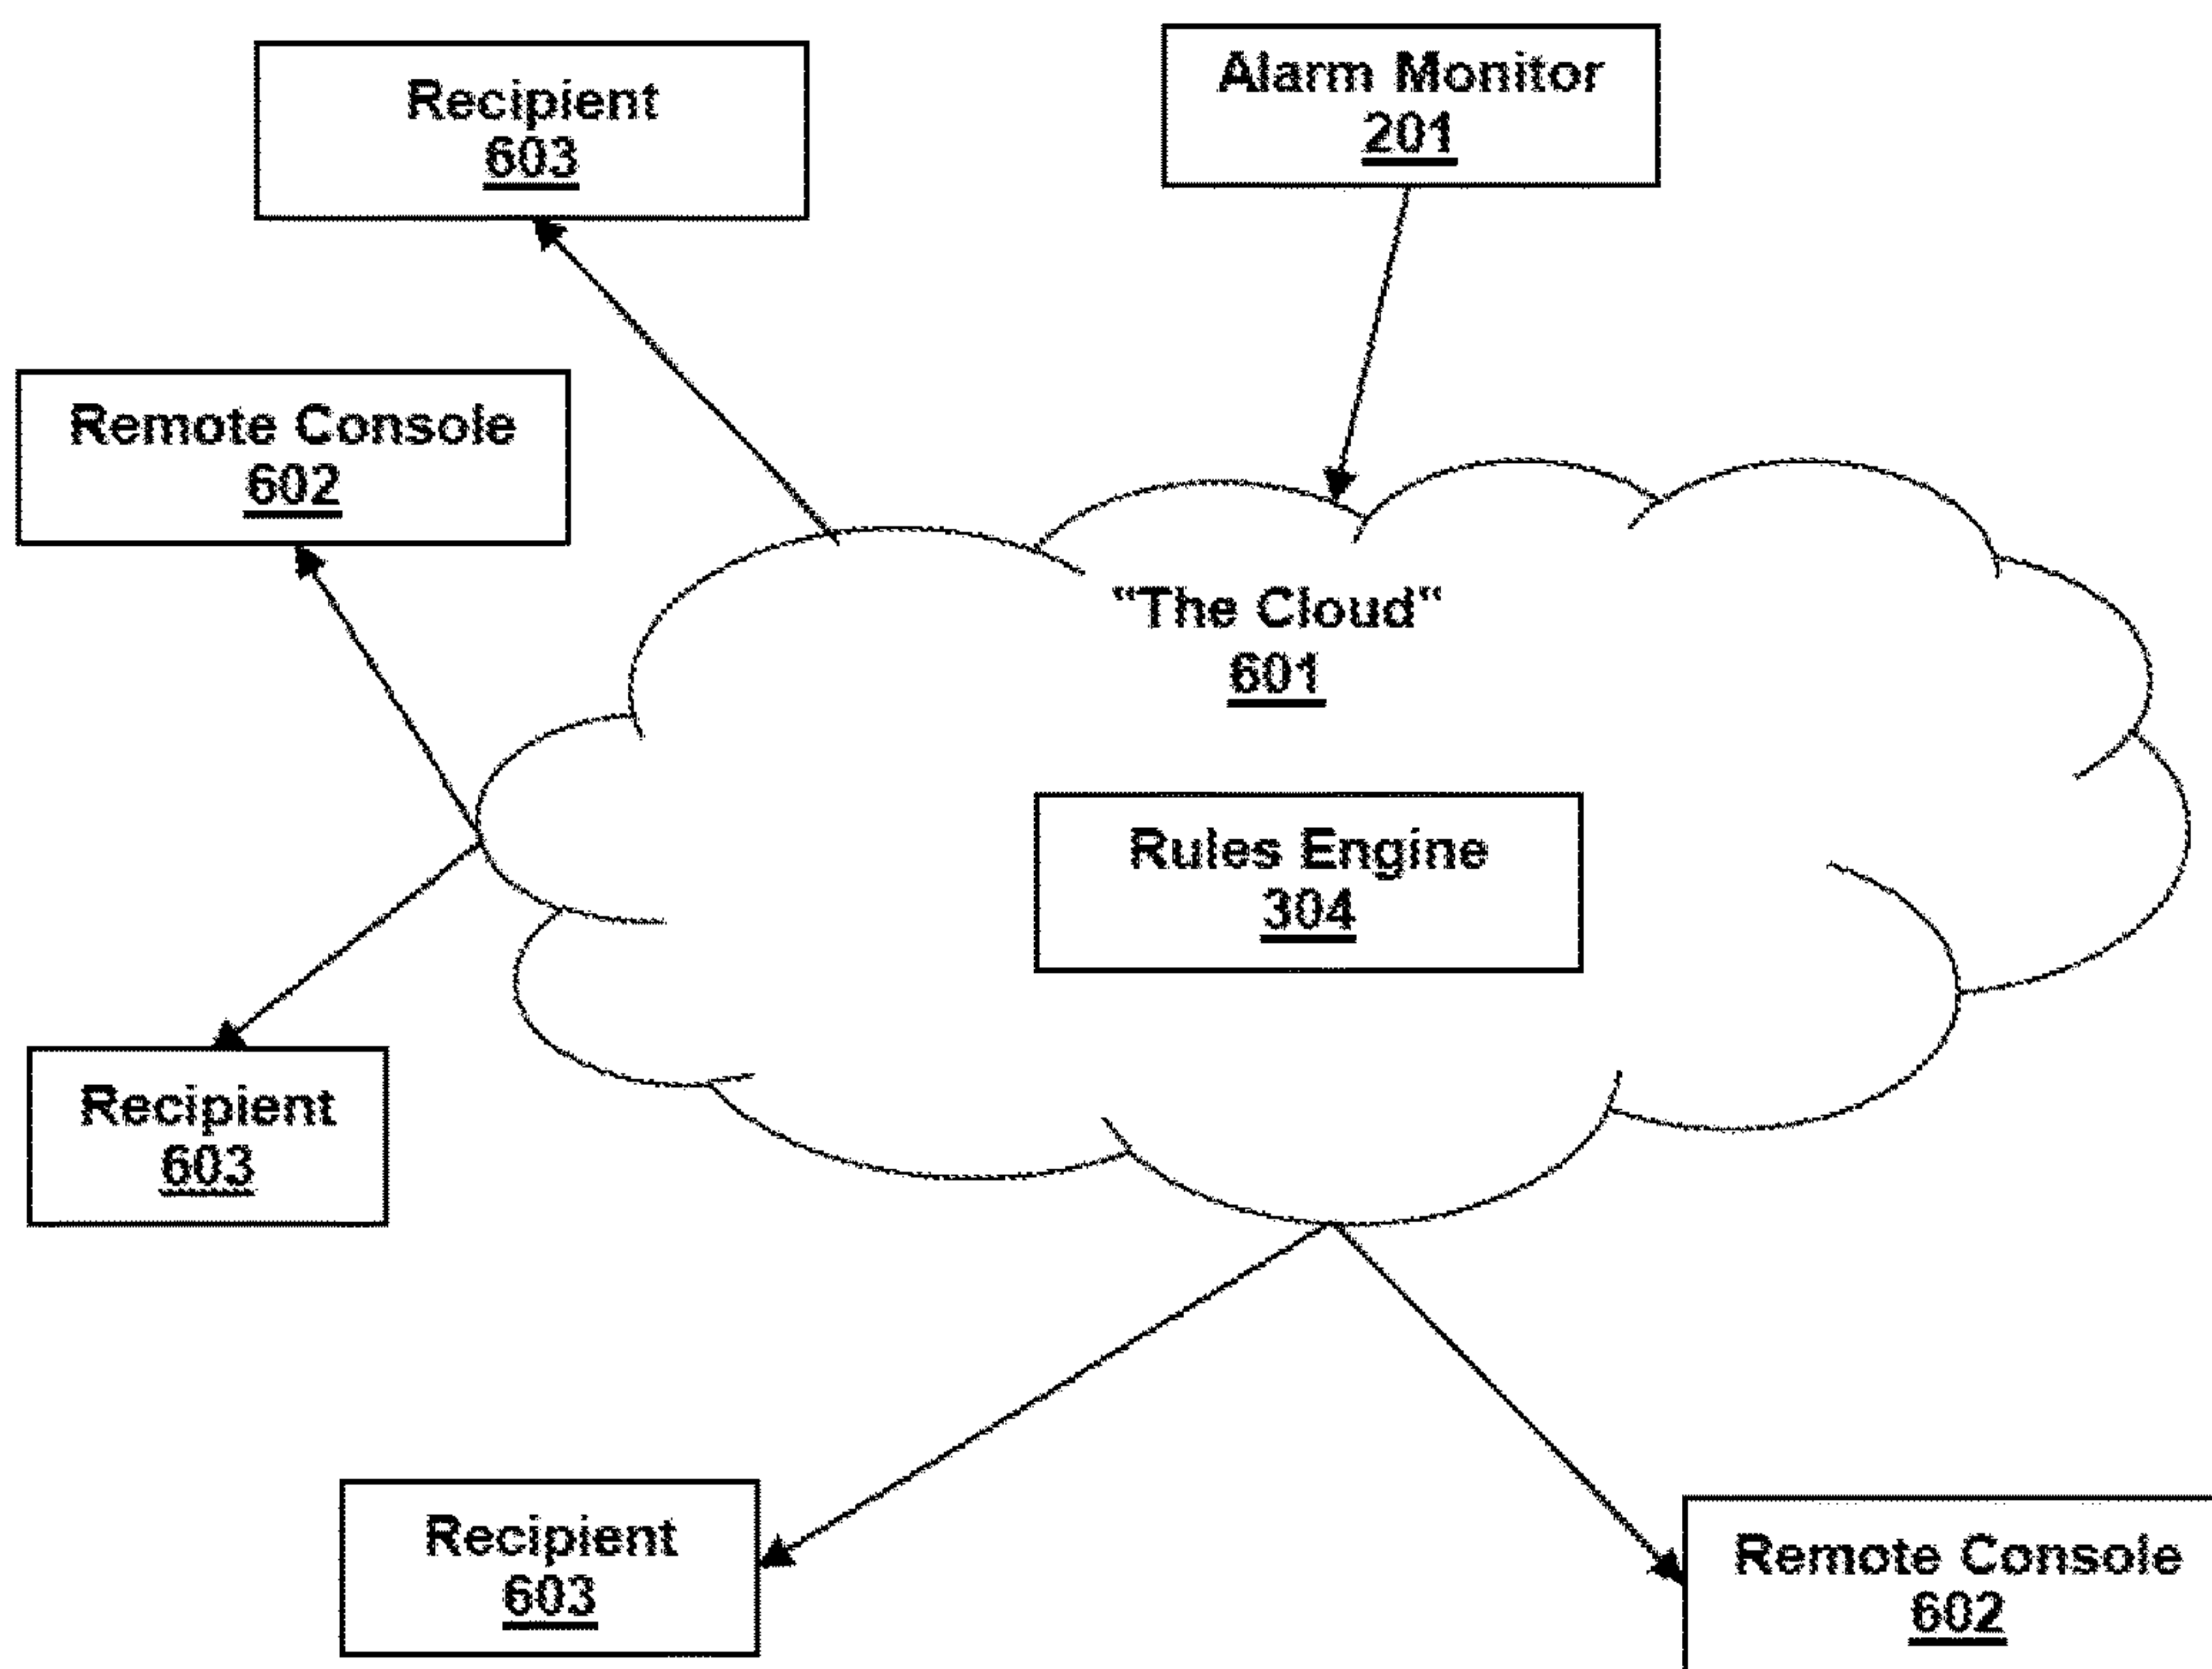 Recipient
603
Alarm Monitor
201
Remote Console
602
“The Cloud“
601
Rules Engine
304
Recipient
603
Recipient
603
Remote Console
602